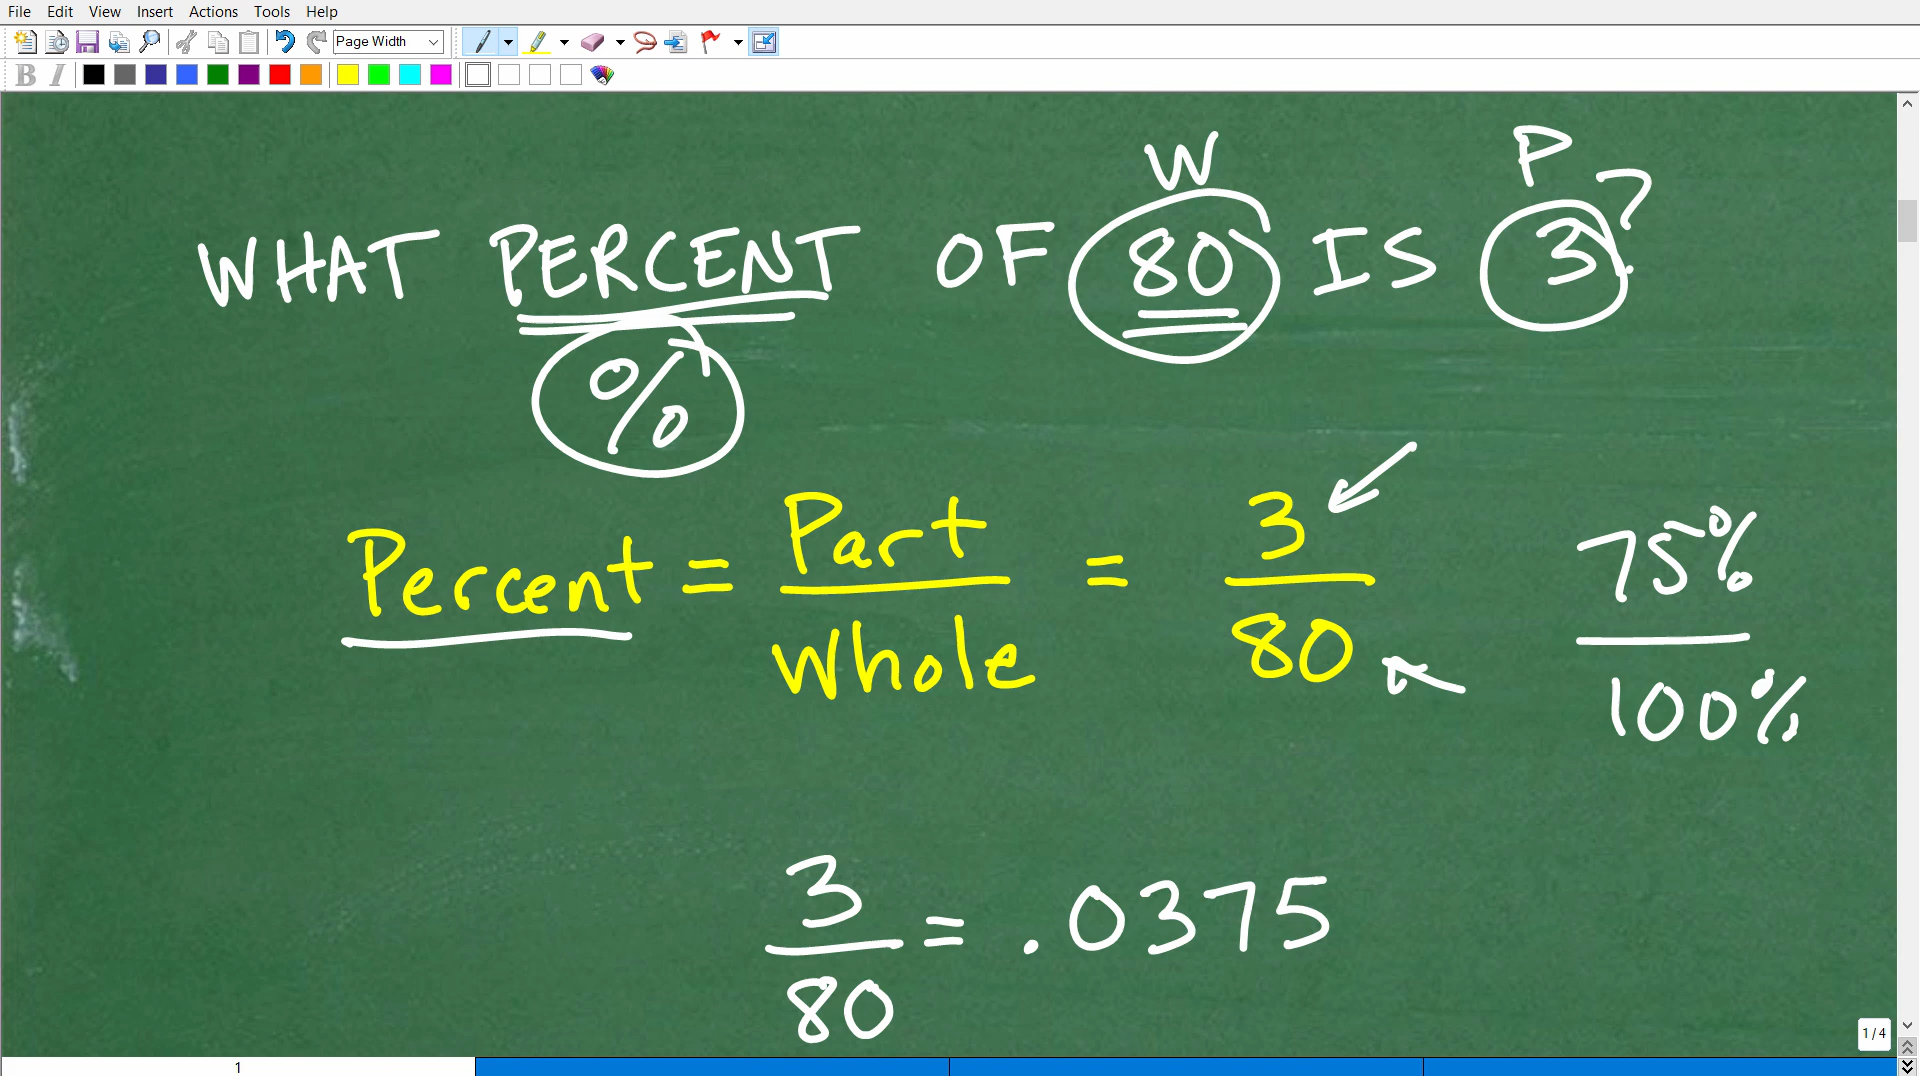 File Edit View Insert Actions Tools Help
Page Width
B I
W P
WHAT PERCENT OF 80 IS 3?
%
Percent = Part / Whole = 3 / 80
75% / 100%
3 / 80 = .0375
1 / 4
1